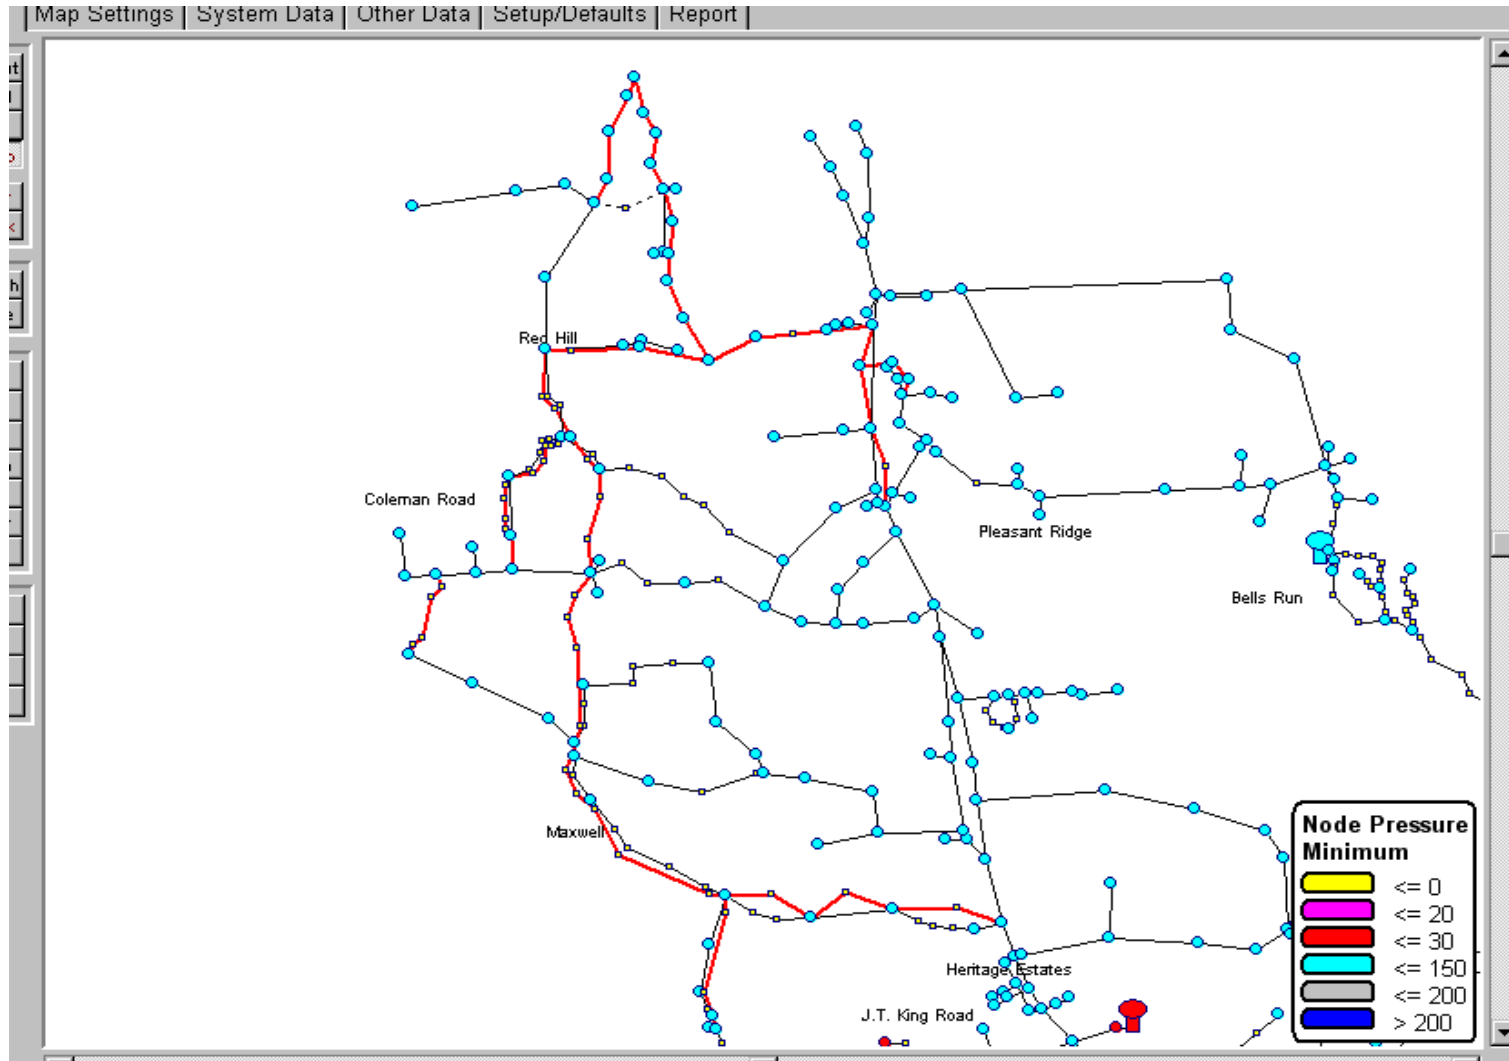 Map Settings System Data Other Data Setup/Defaults Report
Red Hill
Coleman Road
Pleasant Ridge
Bells Run
Maxwell
Heritage Estates
J.T. King Road
Node Pressure
Minimum
<= 0
<= 20
<= 30
<= 150
<= 200
> 200